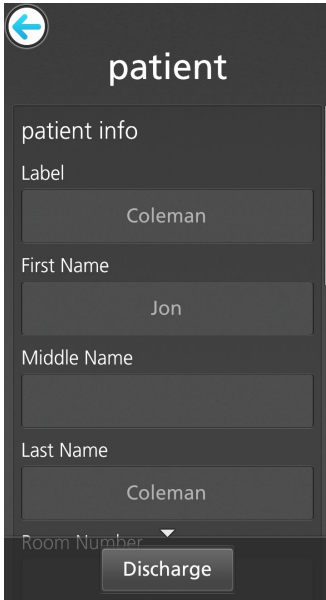 patient
patient info
Label
Coleman
First Name
Jon
Middle Name
Last Name
Coleman
Room Number
Discharge